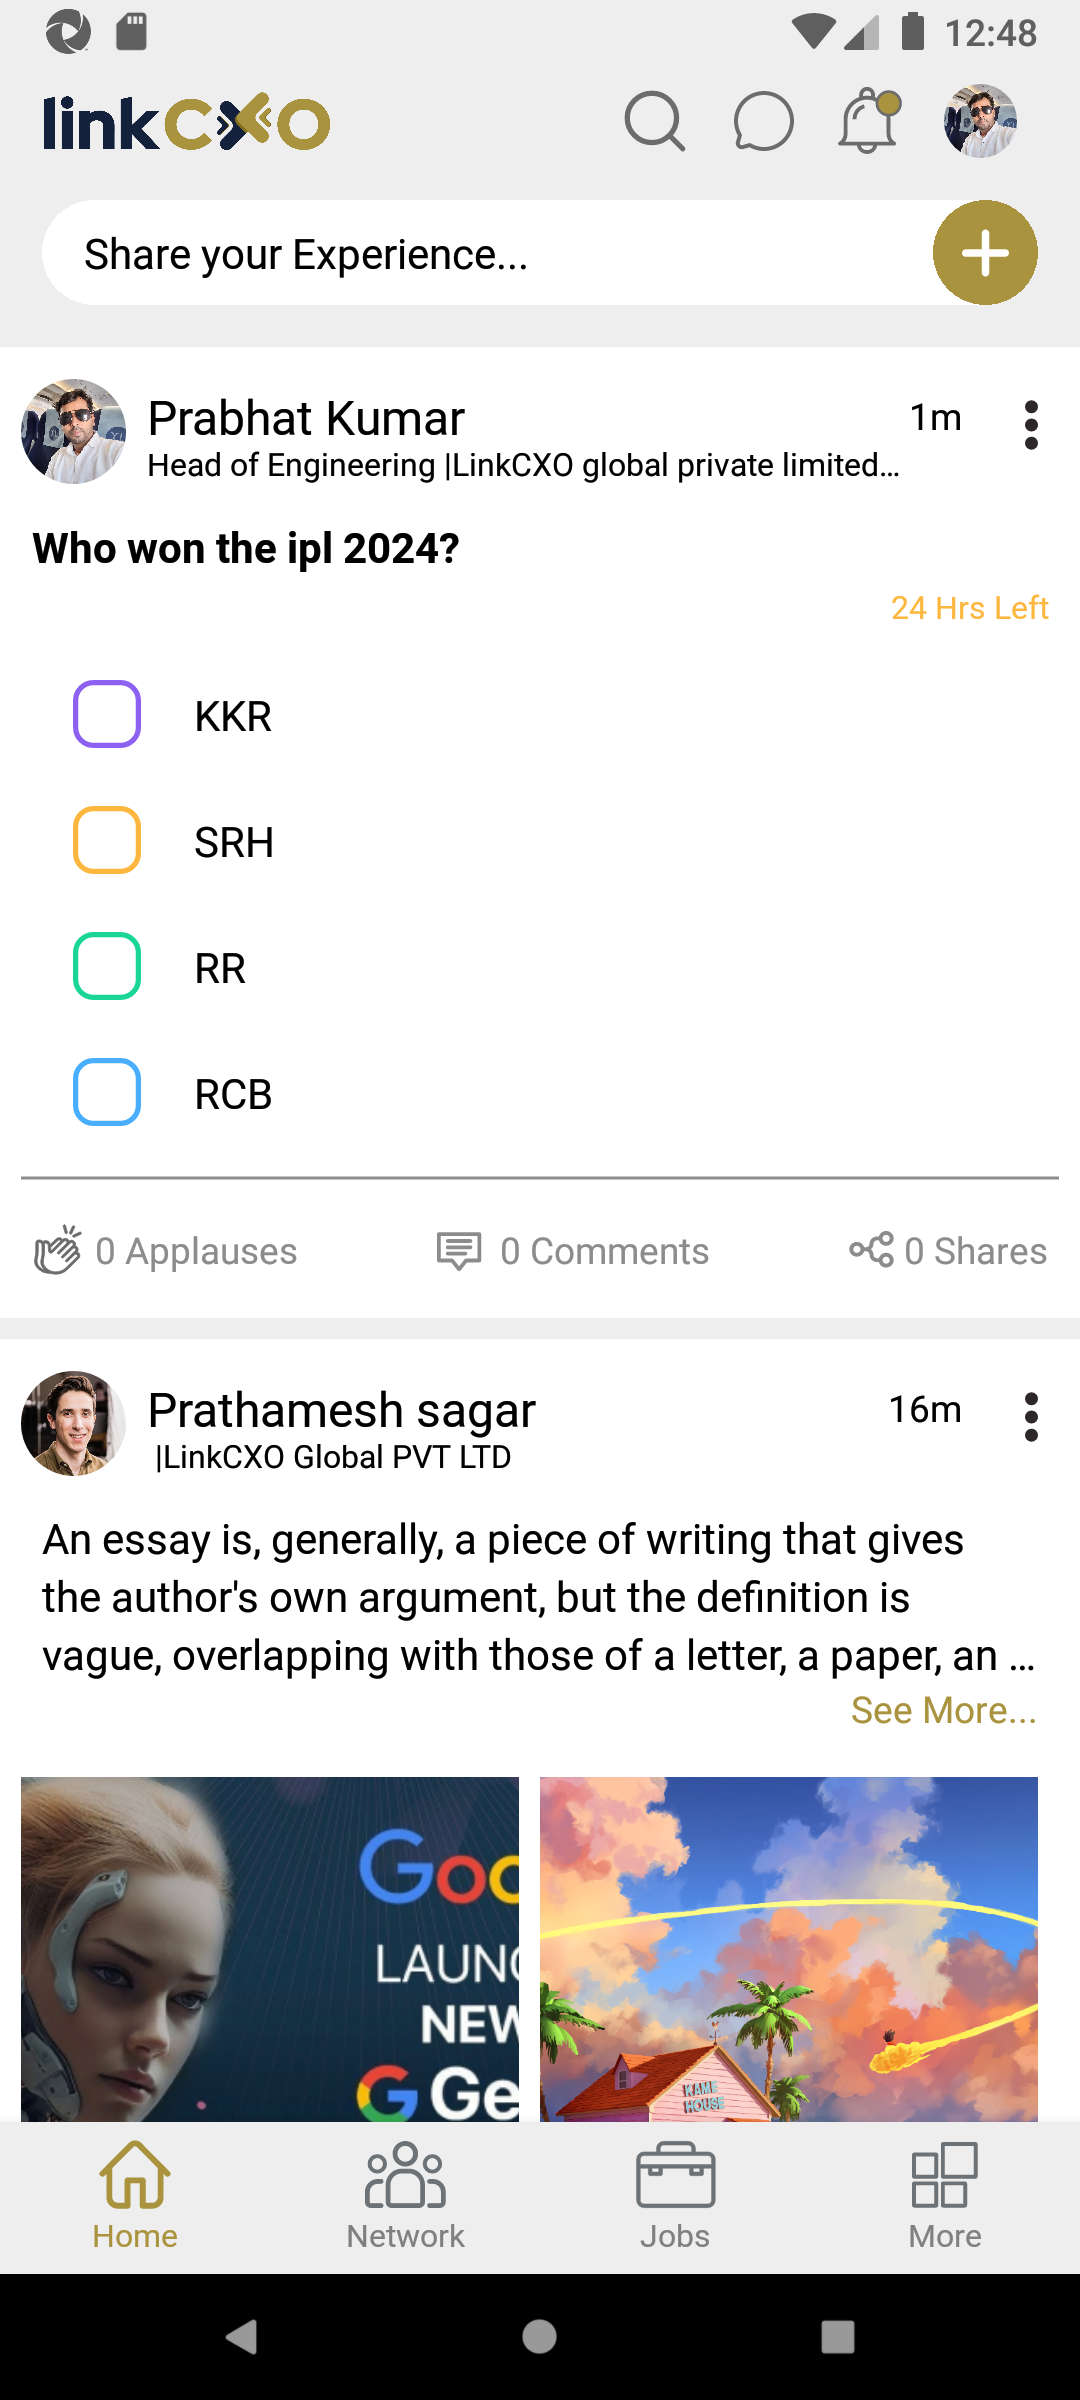 12:48
linkCXO
Share your Experience...
Prabhat Kumar
1m
Head of Engineering |LinkCXO global private limited...
Who won the ipl 2024?
24 Hrs Left
KKR
SRH
RR
RCB
0 Applauses
0 Comments
0 Shares
Prathamesh sagar
16m
|LinkCXO Global PVT LTD
An essay is, generally, a piece of writing that gives
the author's own argument, but the definition is
vague, overlapping with those of a letter, a paper, an ...
See More...
Goo
LAUNC
NEW
G Ge
KAME
HOUSE
Home
Network
Jobs
More